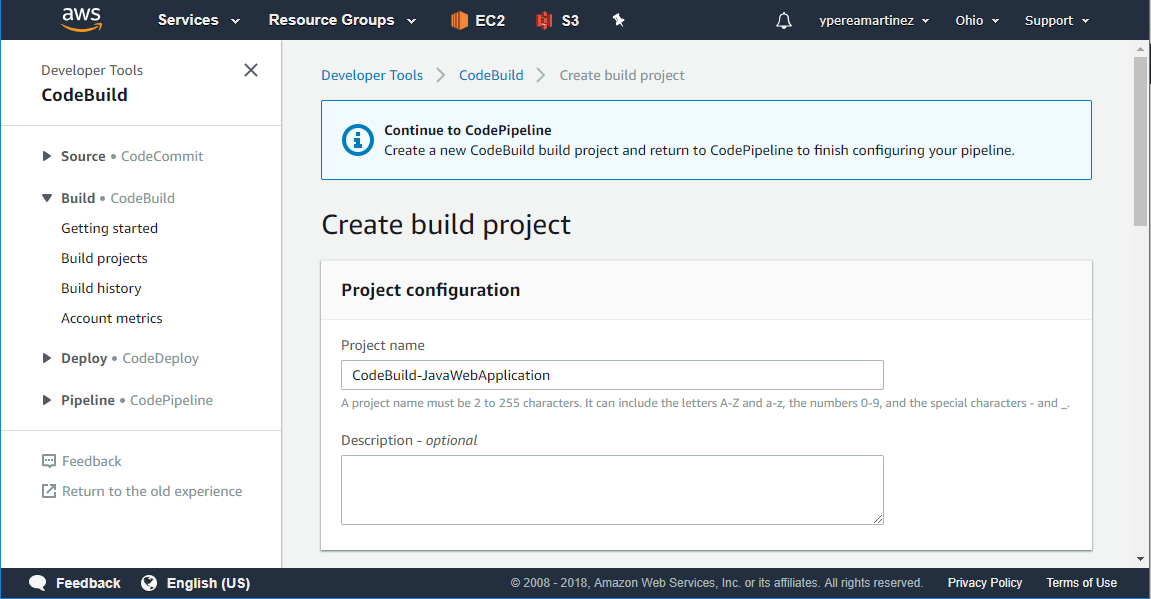 aws Services Resource Groups EC2 S3 ypereamartinez Ohio Support
Developer Tools
CodeBuild
Source • CodeCommit
Build • CodeBuild
Getting started
Build projects
Build history
Account metrics
Deploy • CodeDeploy
Pipeline • CodePipeline
Feedback
Return to the old experience
Developer Tools > CodeBuild > Create build project
Continue to CodePipeline
Create a new CodeBuild build project and return to CodePipeline to finish configuring your pipeline.
Create build project
Project configuration
Project name
CodeBuild-JavaWebApplication
A project name must be 2 to 255 characters. It can include the letters A-Z and a-z, the numbers 0-9, and the special characters - and _.
Description - optional
Feedback English (US) © 2008 - 2018, Amazon Web Services, Inc. or its affiliates. All rights reserved. Privacy Policy Terms of Use